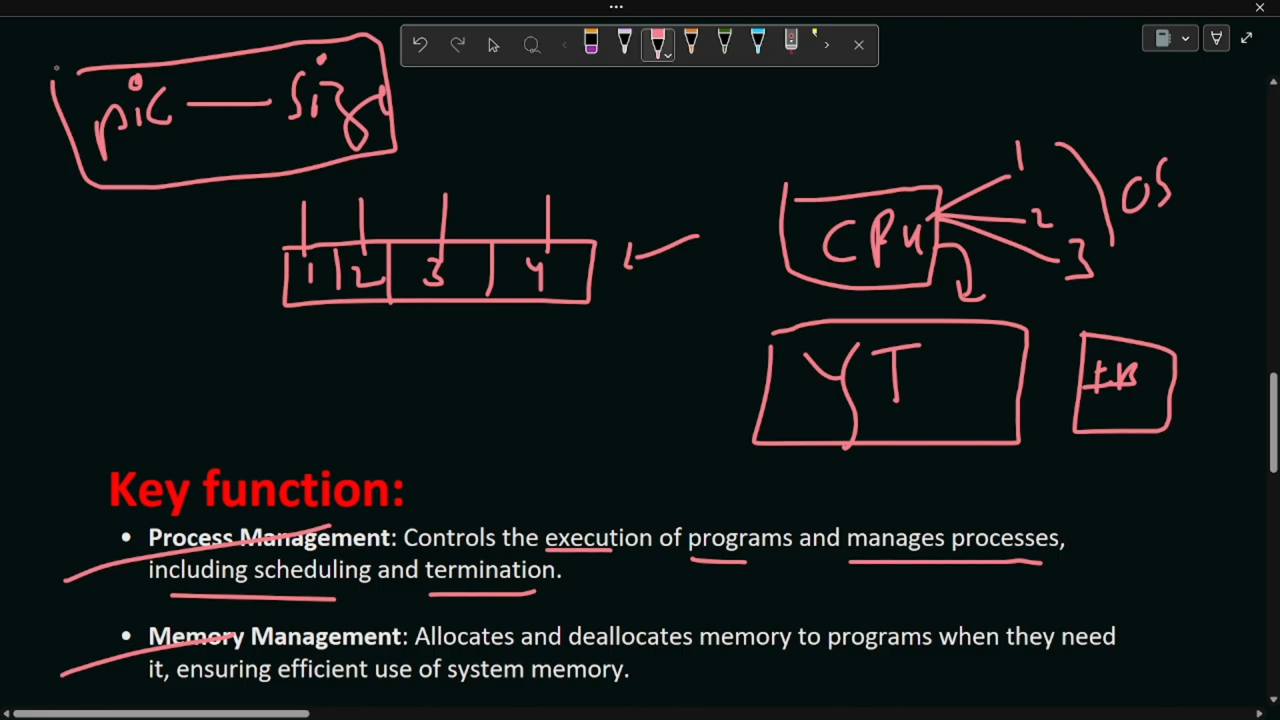 pic — size
1 2 3 4
CPU
1
2
3
OS
YT
FB
Key function:
• Process Management: Controls the execution of programs and manages processes,
including scheduling and termination.
• Memory Management: Allocates and deallocates memory to programs when they need
it, ensuring efficient use of system memory.